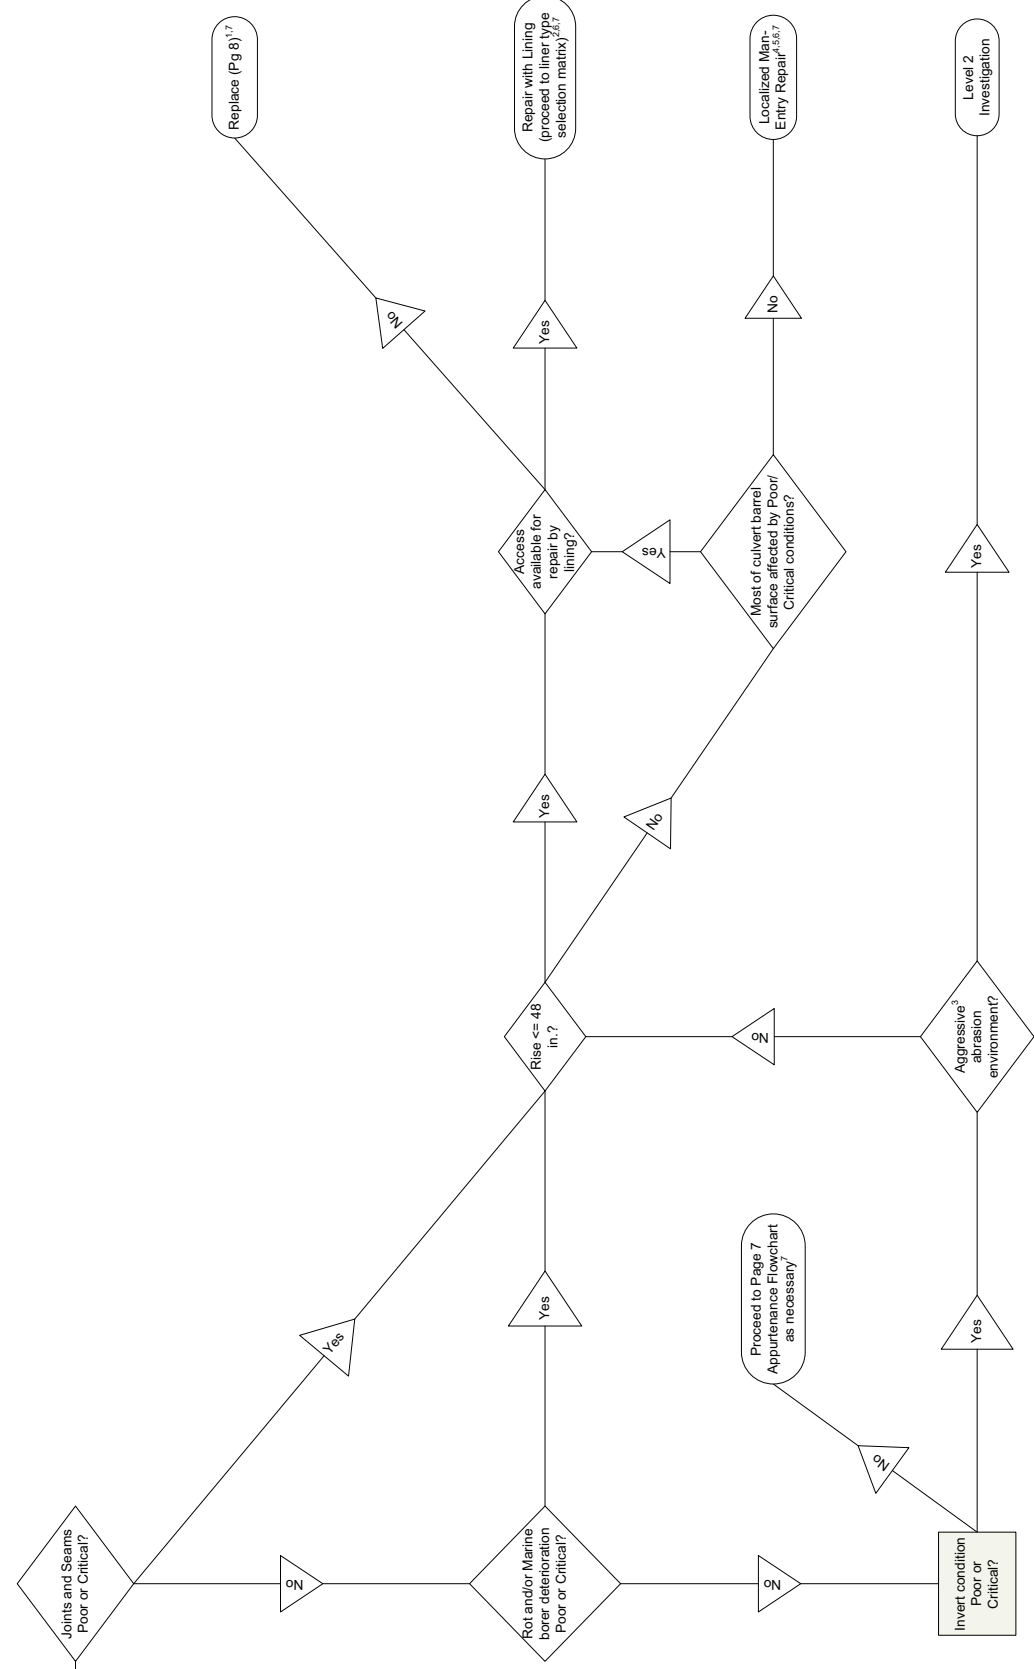 Joints and Seams
Poor or Critical?
Yes
No
Rot and/or Marine
borer deterioration
Poor or Critical?
Yes
No
Invert condition
Poor or
Critical?
No
Proceed to Page 7
Appurtenance Flowchart
as necessary7
Yes
Aggressive3
abrasion
environment?
No
Yes
Level 2
Investigation
Rise <= 48
in.?
Yes
No
Most of culvert barrel
surface affected by Poor/
Critical conditions?
Yes
No
Localized Man-
Entry Repair4,5,6,7
Access
available for
repair by
lining?
Yes
Repair with Lining
(proceed to liner type
selection matrix)2,6,7
No
Replace (Pg 8)1,7